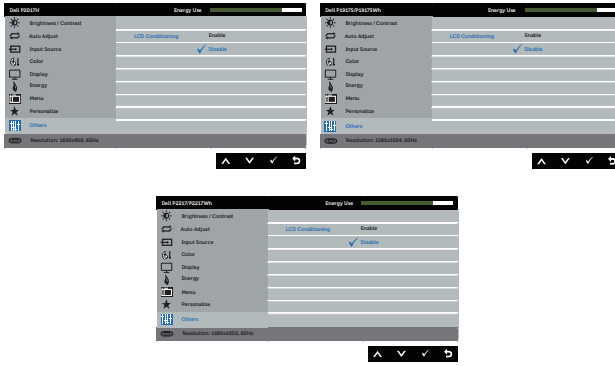 Dell P2017H Energy Use
Brightness / Contrast
Auto Adjust LCD Conditioning Enable
Input Source Disable
Color
Display
Energy
Menu
Personalize
Others
Resolution: 1600x900, 60Hz
Dell P1917S/P1917SWh Energy Use
Brightness / Contrast
Auto Adjust LCD Conditioning Enable
Input Source Disable
Color
Display
Energy
Menu
Personalize
Others
Resolution: 1280x1024, 60Hz
Dell P2217/P2217Wh Energy Use
Brightness / Contrast
Auto Adjust LCD Conditioning Enable
Input Source Disable
Color
Display
Energy
Menu
Personalize
Others
Resolution: 1680x1050, 60Hz